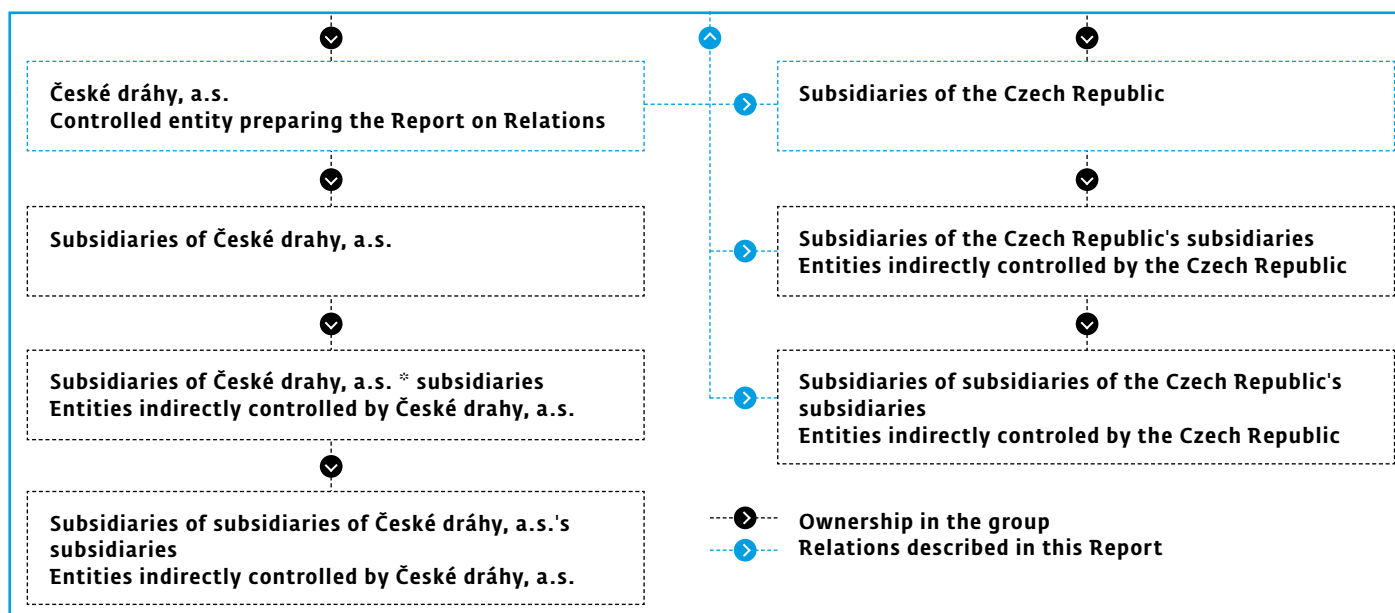 České dráhy, a.s.
Controlled entity preparing the Report on Relations
Subsidiaries of České drahy, a.s.
Subsidiaries of České drahy, a.s. * subsidiaries
Entities indirectly controlled by České drahy, a.s.
Subsidiaries of subsidiaries of České dráhy, a.s.'s
subsidiaries
Entities indirectly controlled by České dráhy, a.s.
Subsidiaries of the Czech Republic
Subsidiaries of the Czech Republic's subsidiaries
Entities indirectly controlled by the Czech Republic
Subsidiaries of subsidiaries of the Czech Republic's
subsidiaries
Entities indirectly controled by the Czech Republic
Ownership in the group
Relations described in this Report